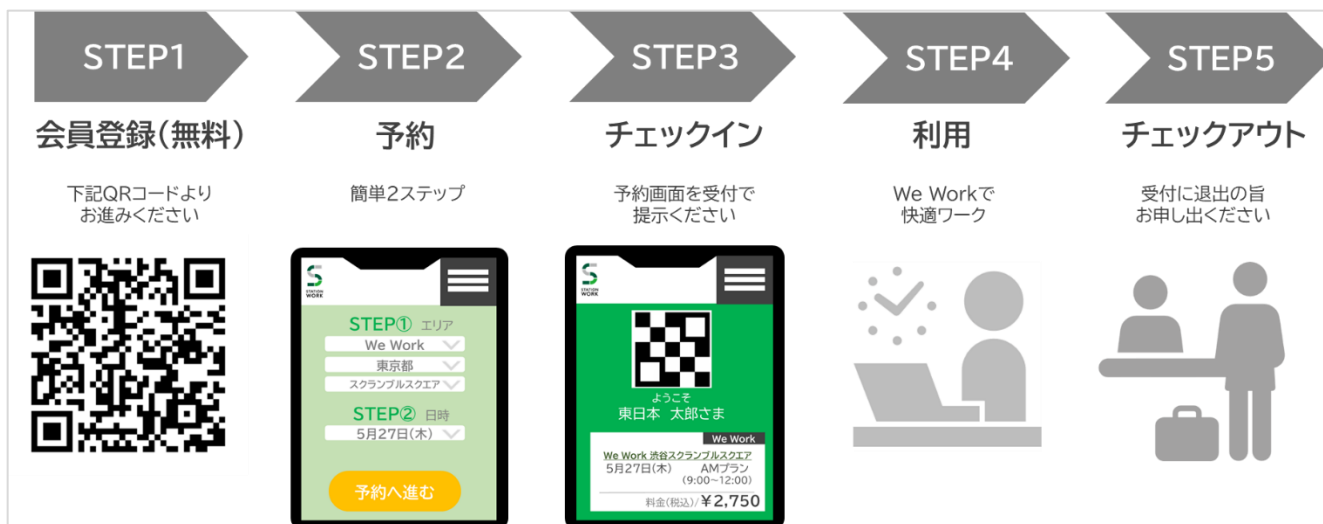 STEP1
会員登録(無料)
下記QRコードより
お進みください
STEP2
予約
簡単2ステップ
STATION
WORK
STEP① エリア
We Work
東京都
スクランブルスクエア
STEP② 日時
5月27日(木)
予約へ進む
STEP3
チェックイン
予約画面を受付で
提示ください
STATION
WORK
ようこそ
東日本 太郎さま
We Work
We Work 渋谷スクランブルスクエア
5月27日(木) AMプラン
(9:00~12:00)
料金(税込)/¥2,750
STEP4
利用
We Workで
快適ワーク
STEP5
チェックアウト
受付に退出の旨
お申し出ください